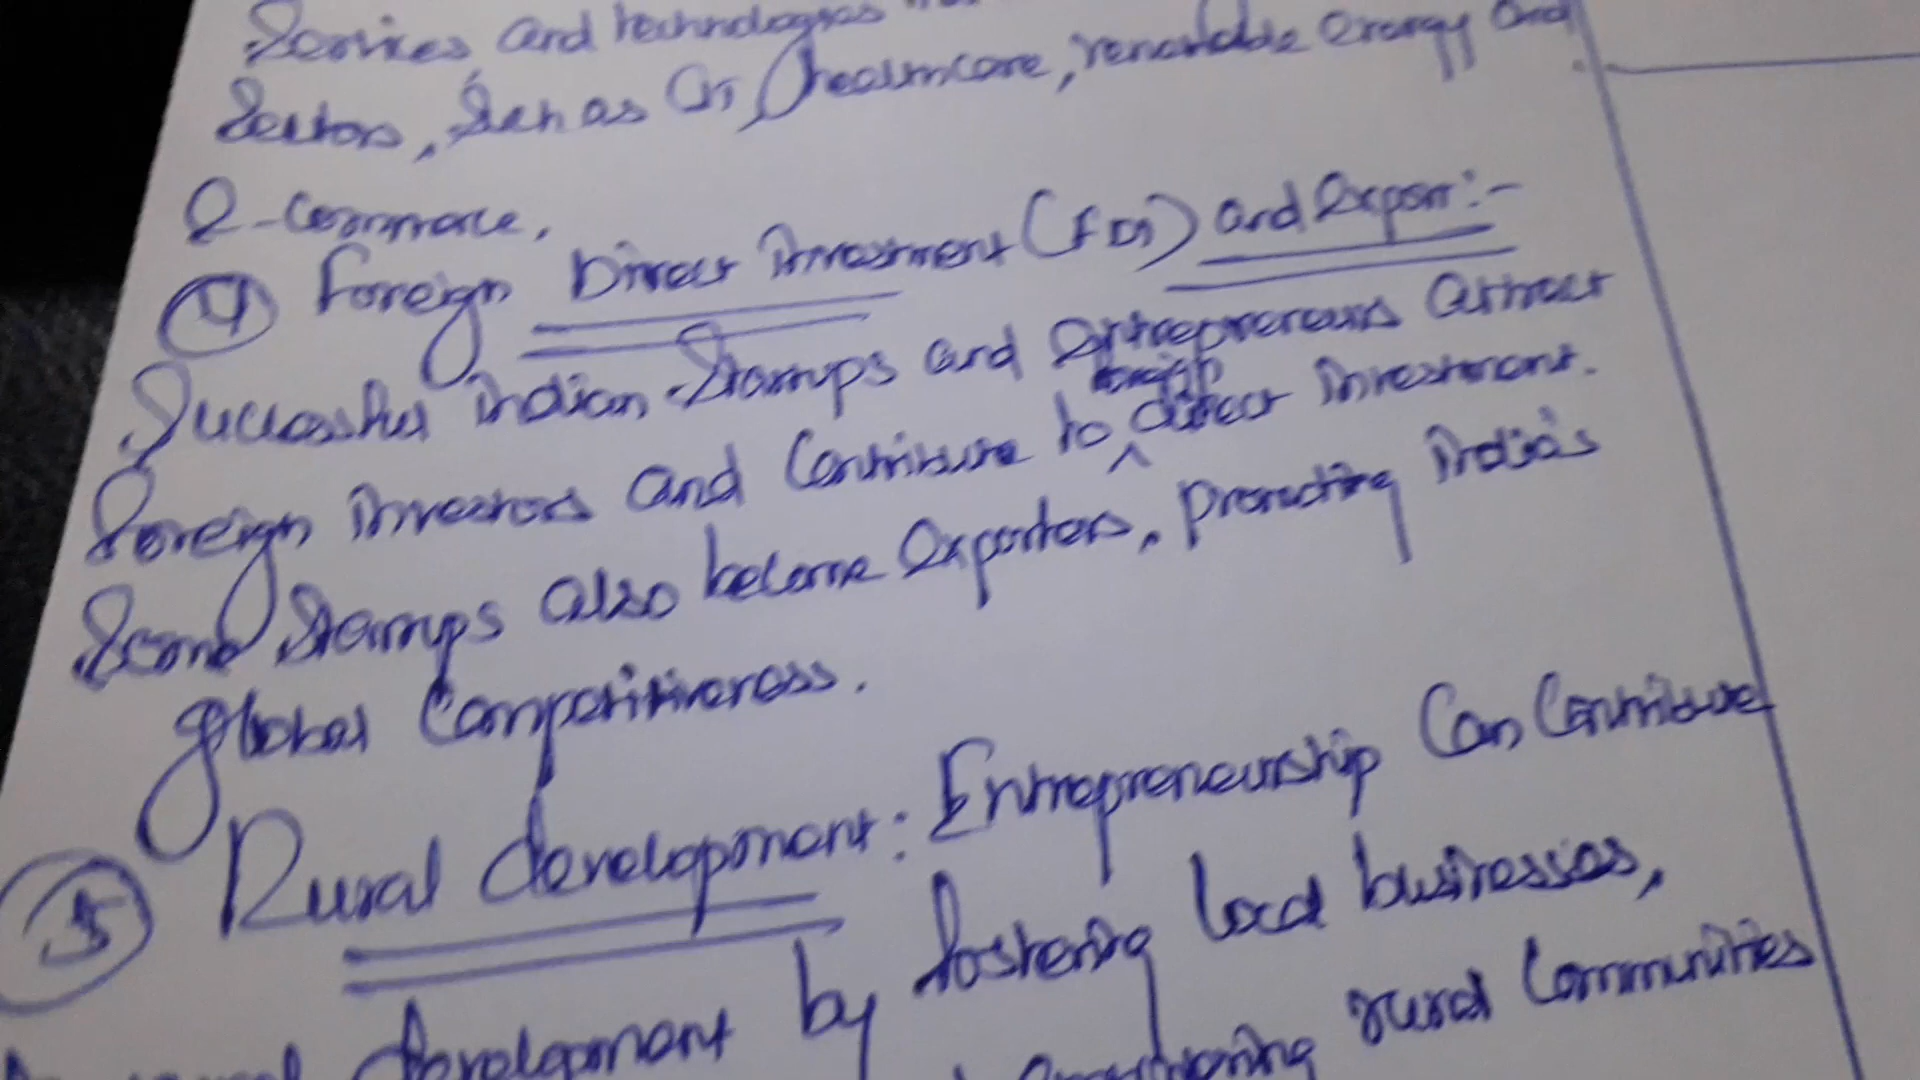 Services and technologies
Sectors, Such as IT, healthcare, renewable energy and
E-commerce.
④ Foreign Direct Investment (FDI) and Export :-
Successful indian Startups and entrepreneurs attract
foreign investors and Contribute to foreign direct investment.
Some Startups also become exporters, promoting india's
global Competitiveness.
⑤ Rural development : Entrepreneurship Can Contribute
development by fostering local businesses,
rural Communities